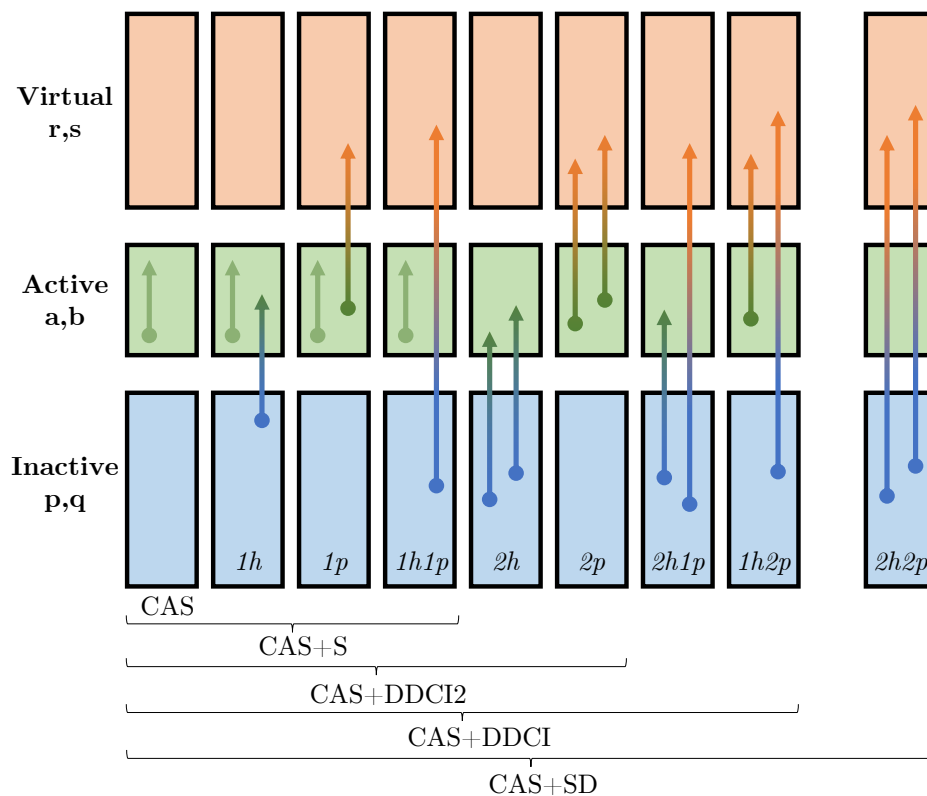 Virtual
r,s
Active
a,b
Inactive
p,q
1h 1p 1h1p 2h 2p 2h1p 1h2p 2h2p
CAS
CAS+S
CAS+DDCI2
CAS+DDCI
CAS+SD